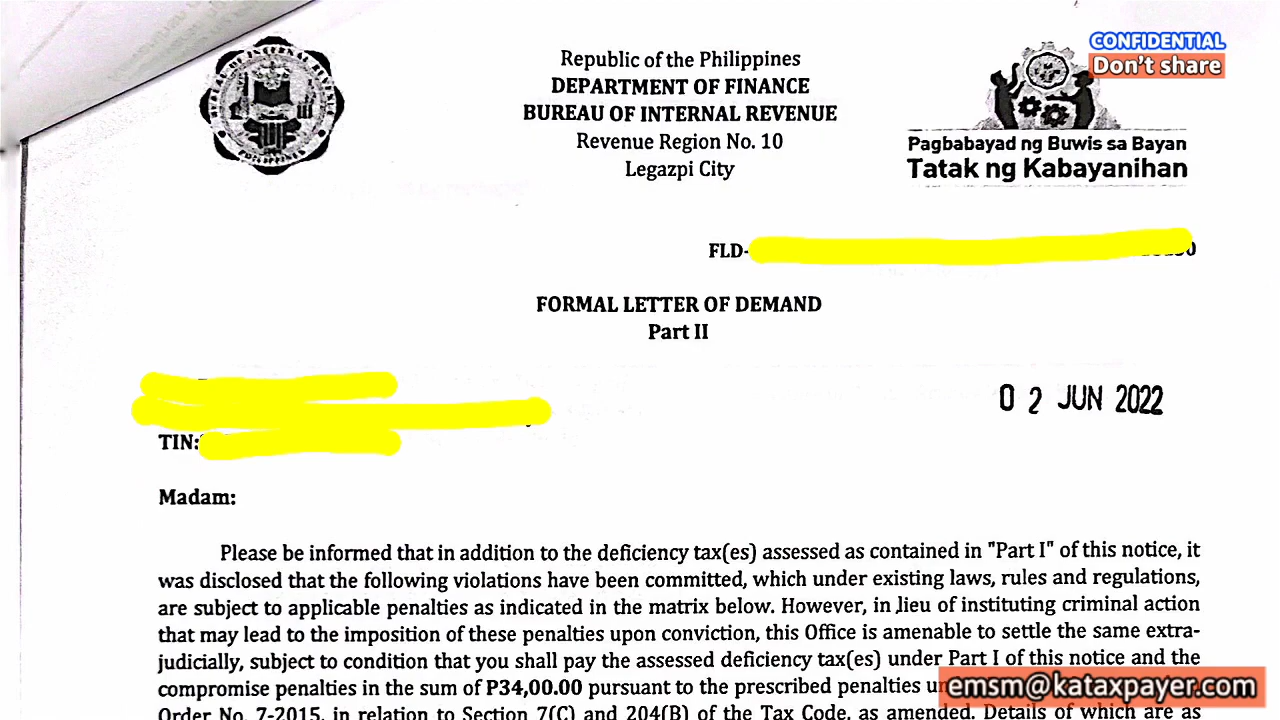 CONFIDENTIAL
Don't share
Republic of the Philippines
DEPARTMENT OF FINANCE
BUREAU OF INTERNAL REVENUE
Revenue Region No. 10
Legazpi City
Pagbabayad ng Buwis sa Bayan
Tatak ng Kabayanihan
FLD-
FORMAL LETTER OF DEMAND
Part II
02 JUN 2022
TIN:
Madam:
Please be informed that in addition to the deficiency tax(es) assessed as contained in "Part I" of this notice, it
was disclosed that the following violations have been committed, which under existing laws, rules and regulations,
are subject to applicable penalties as indicated in the matrix below. However, in lieu of instituting criminal action
that may lead to the imposition of these penalties upon conviction, this Office is amenable to settle the same extra-
judicially, subject to condition that you shall pay the assessed deficiency tax(es) under Part I of this notice and the
compromise penalties in the sum of P34,00.00 pursuant to the prescribed penalties
emsm@kataxpayer.com
Order No. 7-2015, in relation to Section 7(C) and 204(B) of the Tax Code, as amended. Details of which are as